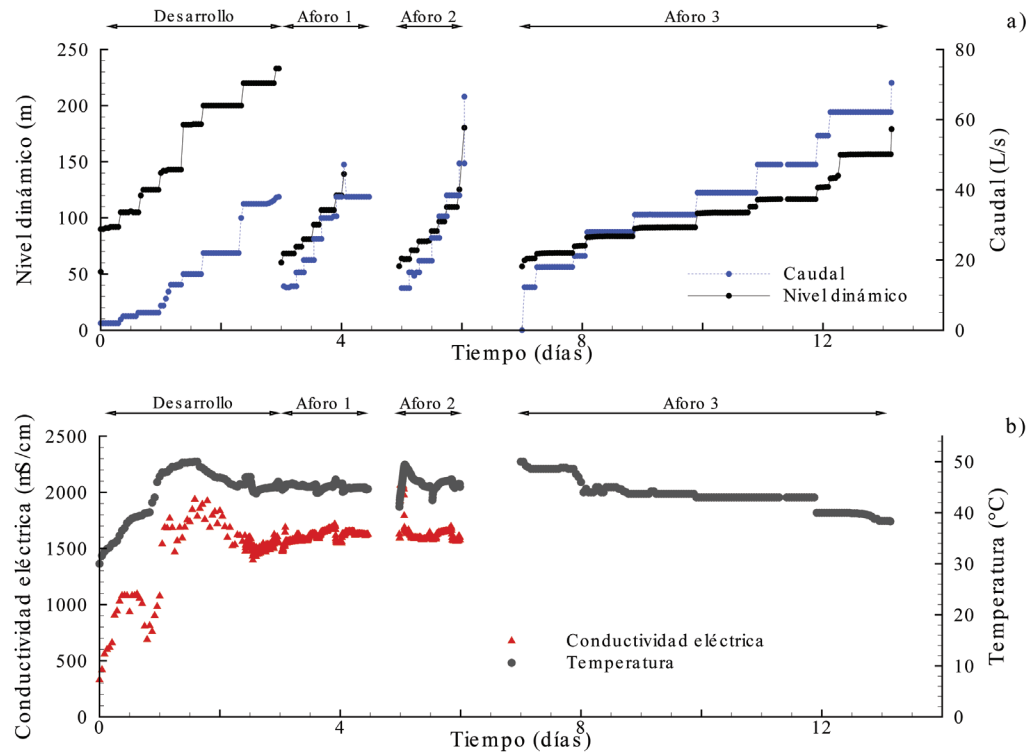 Desarrollo Aforo 1 Aforo 2 Aforo 3
a)
250
200
150
100
50
0
Nivel dinámico (m)
80
60
40
20
0
Caudal (L/s)
Caudal
Nivel dinámico
0 4 8 12
Tiempo (días)
Desarrollo Aforo 1 Aforo 2 Aforo 3
b)
2500
2000
1500
1000
500
0
Conductividad eléctrica (mS/cm)
50
40
30
20
10
0
Temperatura (°C)
Conductividad eléctrica
Temperatura
0 4 8 12
Tiempo (días)